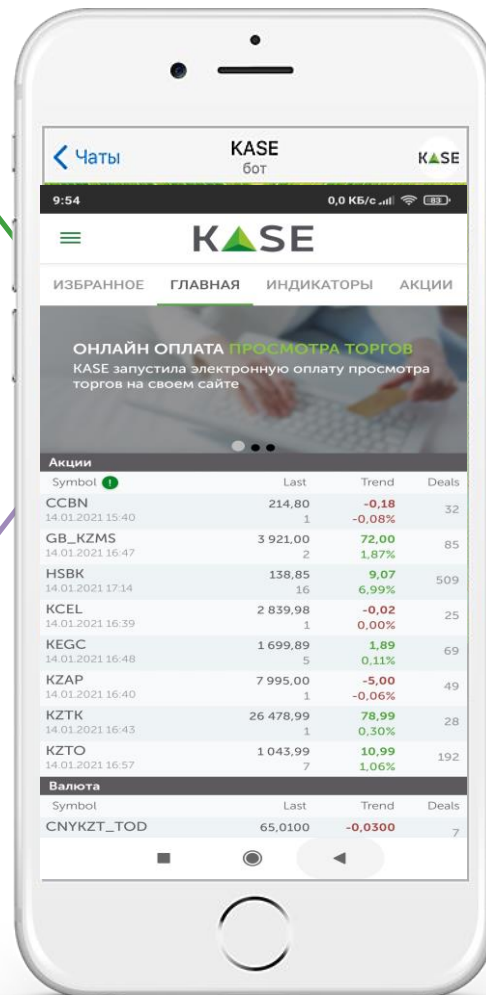 Чаты
KASE
бот
KASE
9:54
0,0 КБ/с
83
KASE
ИЗБРАННОЕ ГЛАВНАЯ ИНДИКАТОРЫ АКЦИИ
ОНЛАЙН ОПЛАТА ПРОСМОТРА ТОРГОВ
KASE запустила электронную оплату просмотра
торгов на своем сайте
Акции
Symbol ! Last Trend Deals
CCBN 214,80 -0,18 32
14.01.2021 15:40 1 -0,08%
GB_KZMS 3 921,00 72,00 85
14.01.2021 16:47 2 1,87%
HSBK 138,85 9,07 509
14.01.2021 17:14 16 6,99%
KCEL 2 839,98 -0,02 25
14.01.2021 16:39 1 0,00%
KEGC 1 699,89 1,89 69
14.01.2021 16:48 5 0,11%
KZAP 7 995,00 -5,00 49
14.01.2021 16:40 1 -0,06%
KZTK 26 478,99 78,99 28
14.01.2021 16:43 1 0,30%
KZTO 1 043,99 10,99 192
14.01.2021 16:57 7 1,06%
Валюта
Symbol Last Trend Deals
CNYKZT_TOD 65,0100 -0,0300 7